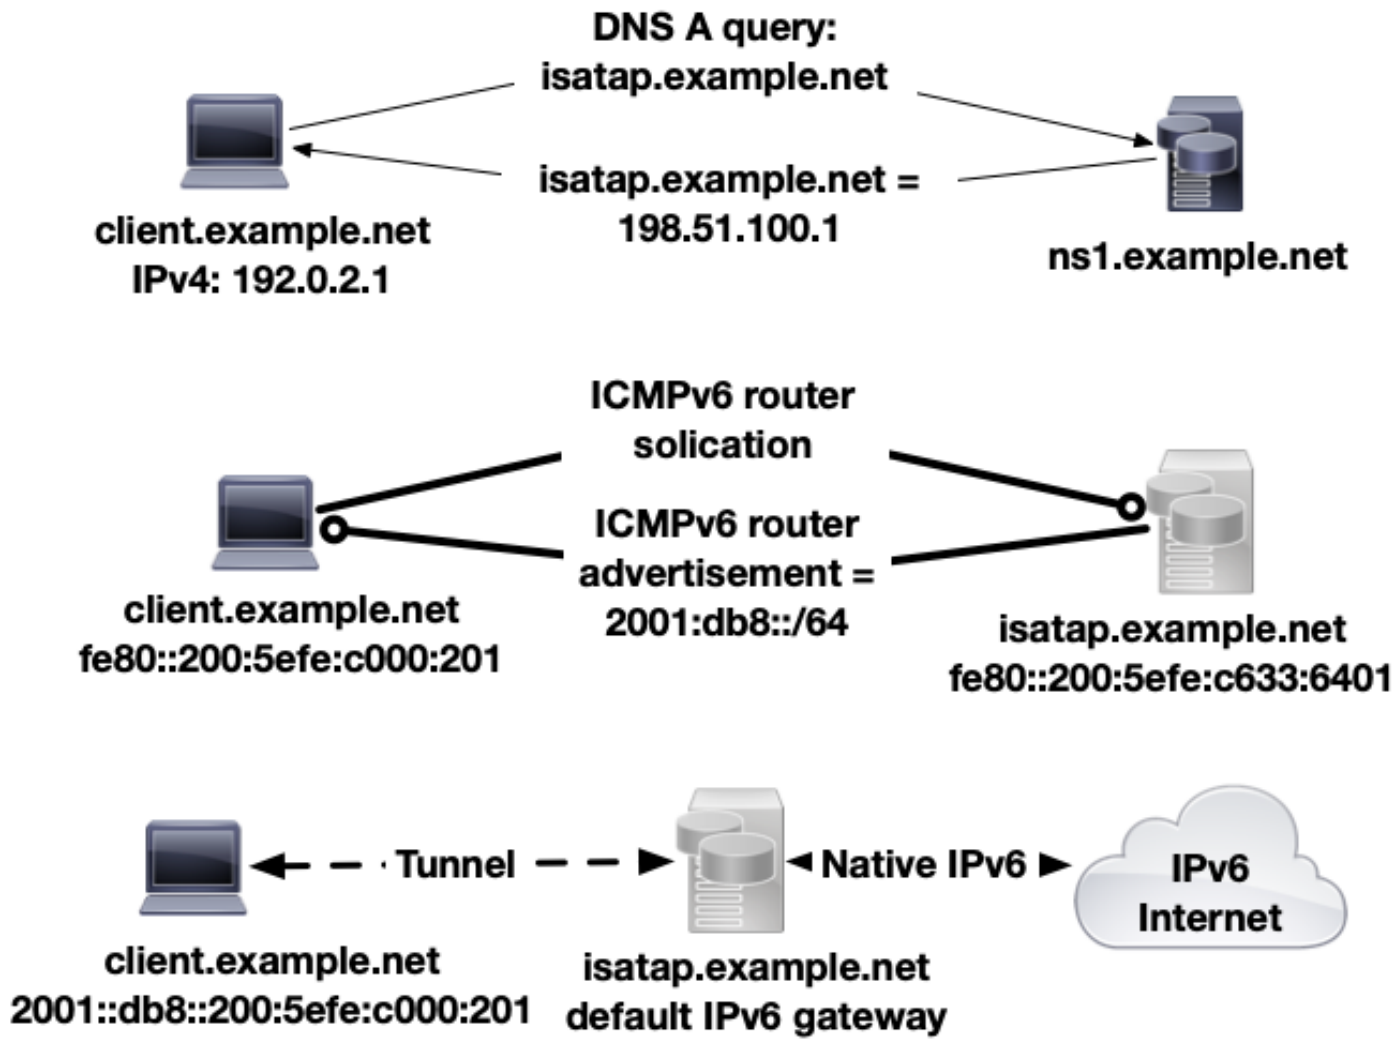 DNS A query:
isatap.example.net
isatap.example.net =
198.51.100.1
client.example.net
IPv4: 192.0.2.1
ns1.example.net
ICMPv6 router
solication
ICMPv6 router
advertisement =
2001:db8::/64
client.example.net
fe80::200:5efe:c000:201
isatap.example.net
fe80::200:5efe:c633:6401
Tunnel
Native IPv6
IPv6
Internet
client.example.net
2001::db8::200:5efe:c000:201
isatap.example.net
default IPv6 gateway